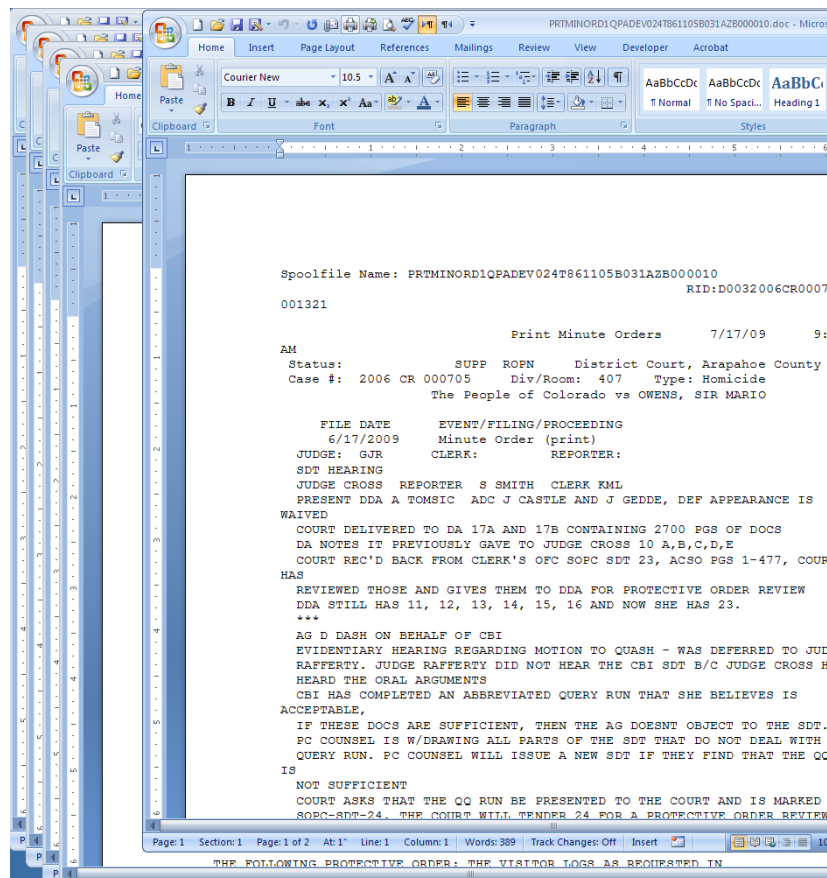 PRTMINORD1QPADEV024T861105B031AZB000010.doc - Micros
Home Insert Page Layout References Mailings Review View Developer Acrobat
Courier New 10.5
Paste
B I U abc x₂ x² Aa A
AaBbCcDc AaBbCcDc AaBbC
¶ Normal ¶ No Spaci... Heading 1
Clipboard Font Paragraph Styles
Home
Paste
Clipboard
Spoolfile Name: PRTMINORD1QPADEV024T861105B031AZB000010
RID:D0032006CR0007
001321
Print Minute Orders 7/17/09 9:
AM
Status: SUPP ROPN District Court, Arapahoe County
Case #: 2006 CR 000705 Div/Room: 407 Type: Homicide
The People of Colorado vs OWENS, SIR MARIO
FILE DATE EVENT/FILING/PROCEEDING
6/17/2009 Minute Order (print)
JUDGE: GJR CLERK: REPORTER:
SDT HEARING
JUDGE CROSS REPORTER S SMITH CLERK KML
PRESENT DDA A TOMSIC ADC J CASTLE AND J GEDDE, DEF APPEARANCE IS
WAIVED
COURT DELIVERED TO DA 17A AND 17B CONTAINING 2700 PGS OF DOCS
DA NOTES IT PREVIOUSLY GAVE TO JUDGE CROSS 10 A,B,C,D,E
COURT REC'D BACK FROM CLERK'S OFC SOPC SDT 23, ACSO PGS 1-477, COUR
HAS
REVIEWED THOSE AND GIVES THEM TO DDA FOR PROTECTIVE ORDER REVIEW
DDA STILL HAS 11, 12, 13, 14, 15, 16 AND NOW SHE HAS 23.
***
AG D DASH ON BEHALF OF CBI
EVIDENTIARY HEARING REGARDING MOTION TO QUASH - WAS DEFERRED TO JUD
RAFFERTY. JUDGE RAFFERTY DID NOT HEAR THE CBI SDT B/C JUDGE CROSS H
HEARD THE ORAL ARGUMENTS
CBI HAS COMPLETED AN ABBREVIATED QUERY RUN THAT SHE BELIEVES IS
ACCEPTABLE,
IF THESE DOCS ARE SUFFICIENT, THEN THE AG DOESNT OBJECT TO THE SDT.
PC COUNSEL IS W/DRAWING ALL PARTS OF THE SDT THAT DO NOT DEAL WITH
QUERY RUN. PC COUNSEL WILL ISSUE A NEW SDT IF THEY FIND THAT THE QQ
IS
NOT SUFFICIENT
COURT ASKS THAT THE QQ RUN BE PRESENTED TO THE COURT AND IS MARKED
SOPC-SDT-24. THE COURT WILL TENDER 24 FOR A PROTECTIVE ORDER REVIEW
Page: 1 Section: 1 Page: 1 of 2 At: 1" Line: 1 Column: 1 Words: 389 Track Changes: Off Insert 10
THE FOLLOWING PROTECTIVE ORDER: THE VISITOR LOGS AS REQUESTED IN